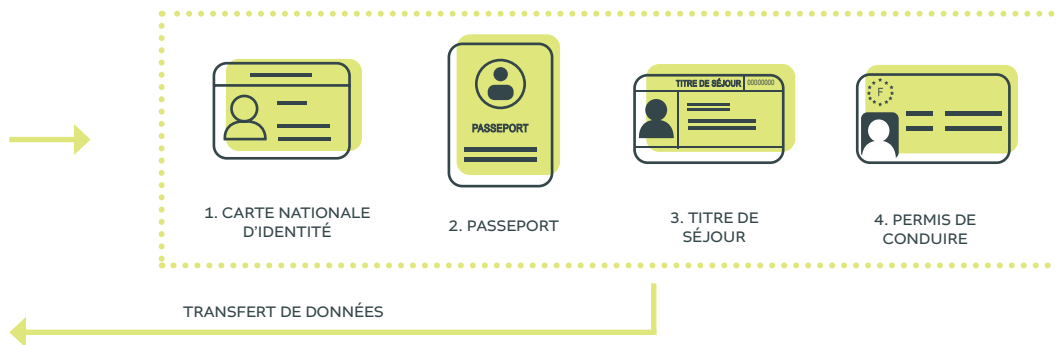 TITRE DE SÉJOUR 00000000
F
PASSEPORT
1. CARTE NATIONALE
D'IDENTITÉ
2. PASSEPORT
3. TITRE DE
SÉJOUR
4. PERMIS DE
CONDUIRE
TRANSFERT DE DONNÉES